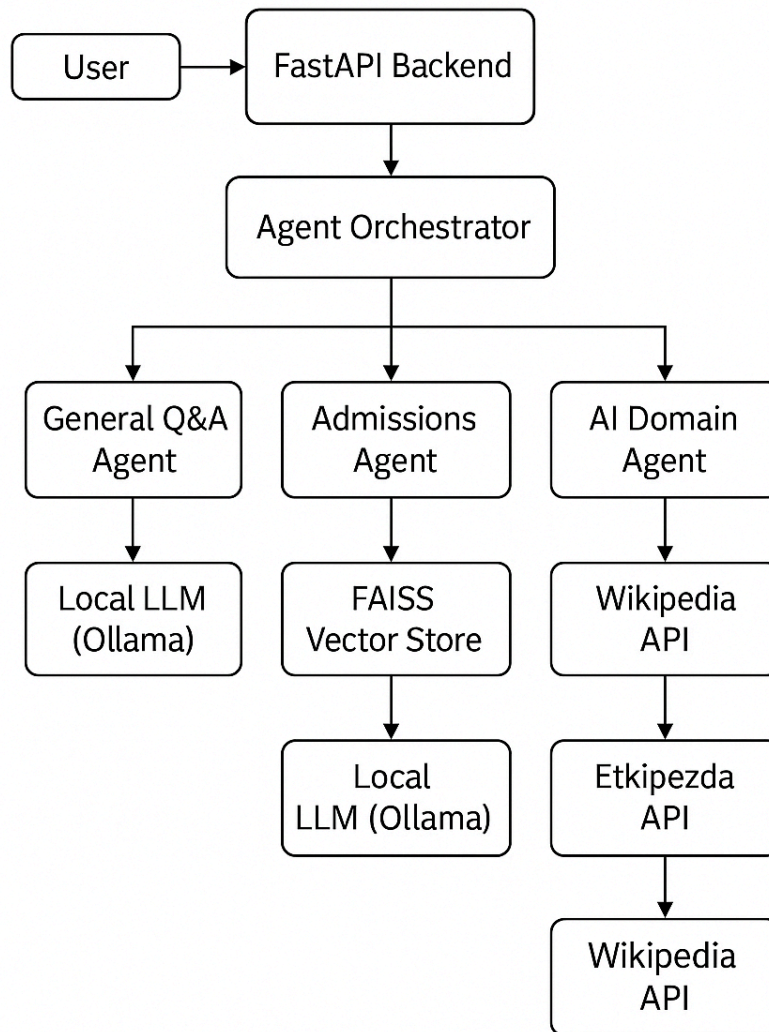 User
FastAPI Backend
Agent Orchestrator
General Q&A
Agent
Admissions
Agent
AI Domain
Agent
Local LLM
(Ollama)
FAISS
Vector Store
Wikipedia
API
Local
LLM (Ollama)
Etkipezda
API
Wikipedia
API